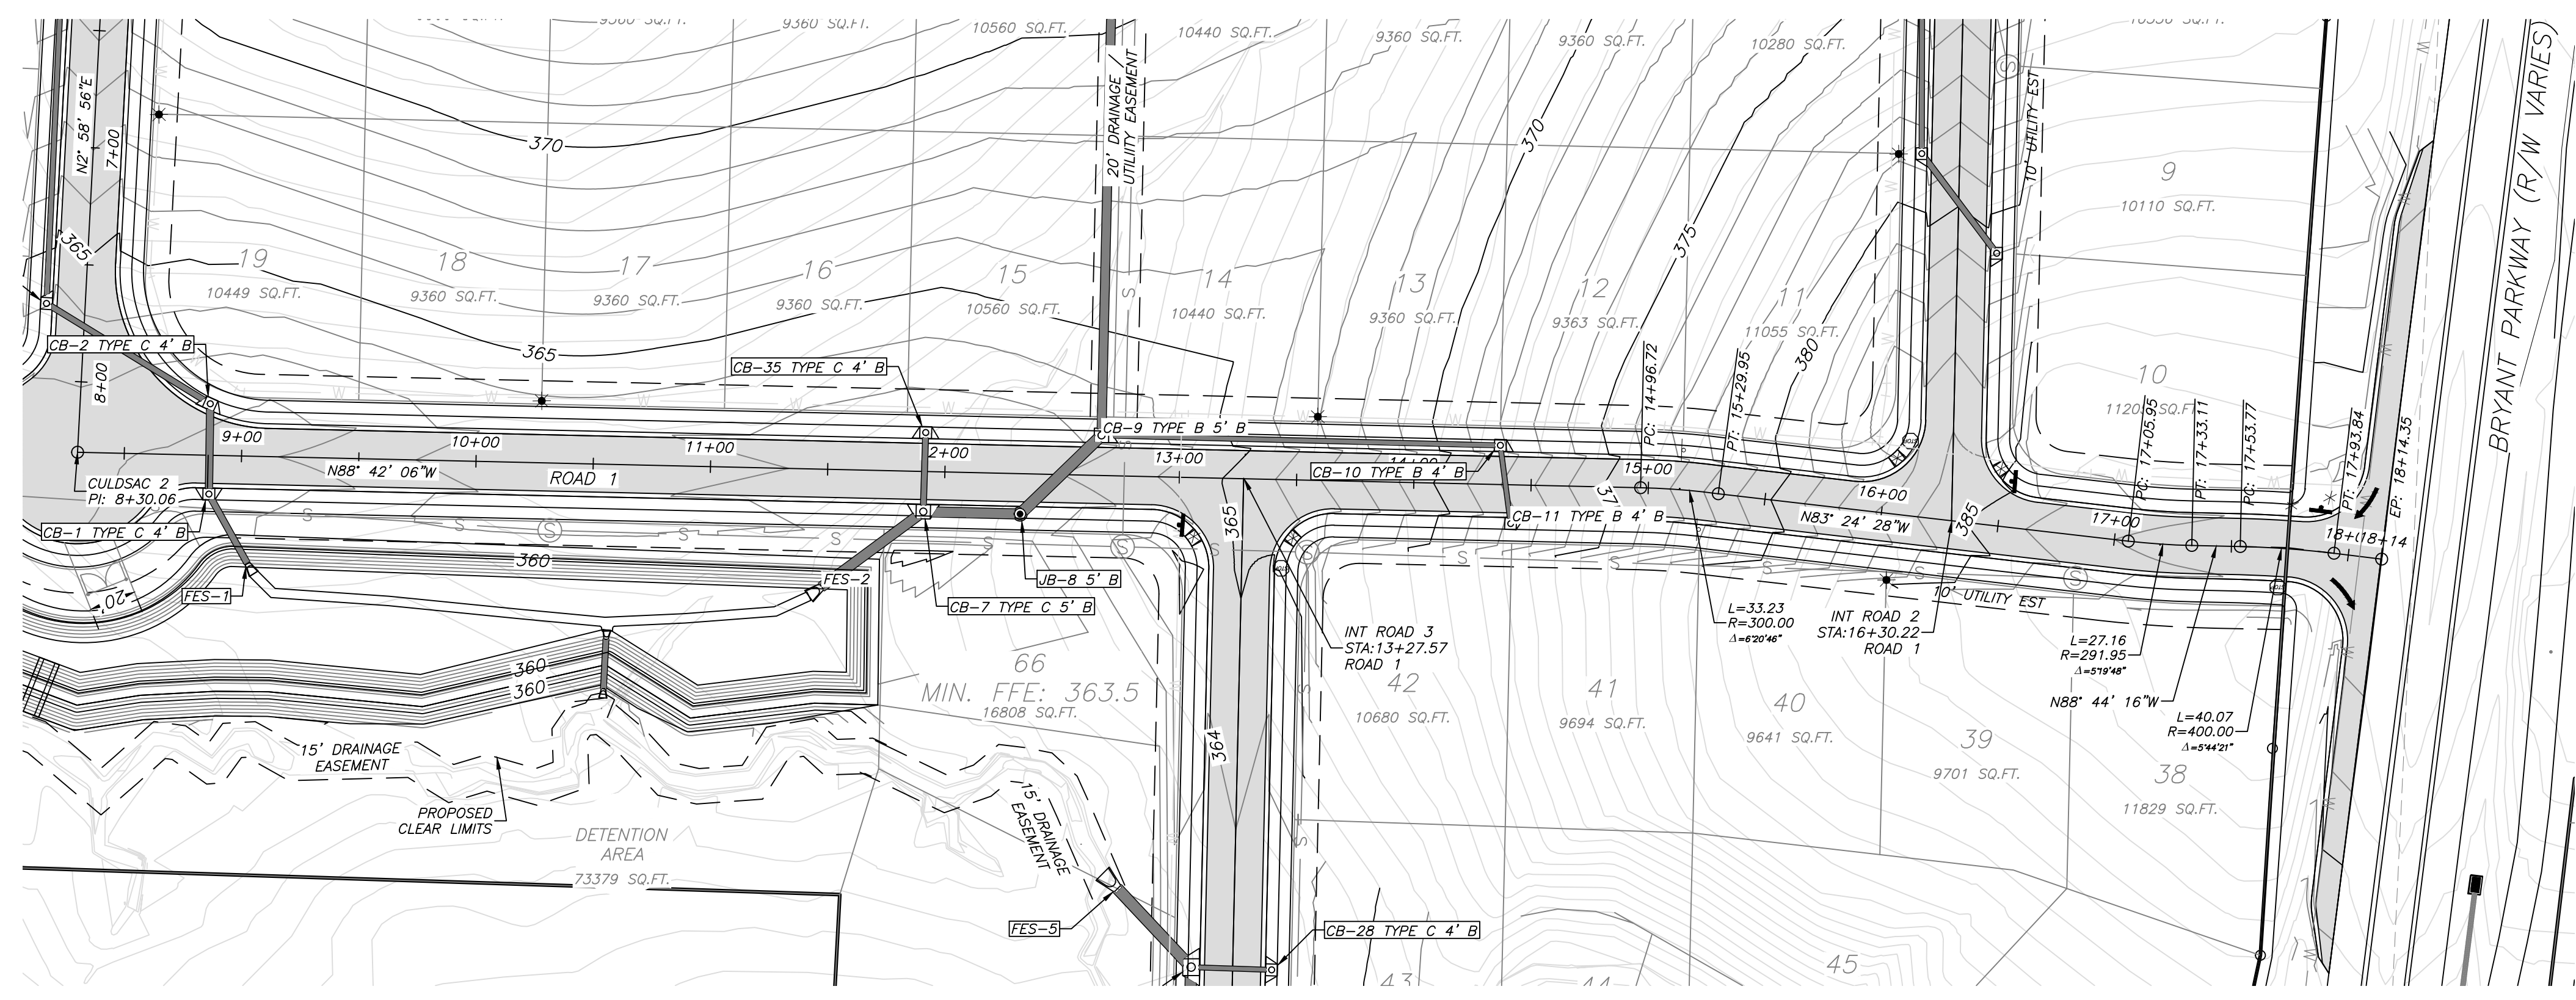 9360 SQ.FT.
9360 SQ.FT.
10560 SQ.FT.
10440 SQ.FT.
9360 SQ.FT.
9360 SQ.FT.
10280 SQ.FT.
N2° 58' 56"E
7+00
370
20' DRAINAGE /
UTILIITY EASEMENT
370
10' UTILITY EST
BRYANT PARKWAY (R/W VARIES)
9
10110 SQ.FT.
365
19
10449 SQ.FT.
18
9360 SQ.FT.
17
9360 SQ.FT.
16
9360 SQ.FT.
15
10560 SQ.FT.
14
10440 SQ.FT.
13
9360 SQ.FT.
12
9363 SQ.FT.
11
11055 SQ.FT.
375
380
10
CB-2 TYPE C 4' B
365
CB-35 TYPE C 4' B
8+00
PC: 14+96.72
PT: 15+29.95
PC: 17+05.95
PT: 17+33.11
PC: 17+53.77
PT: 17+93.84
EP: 18+14.35
9+00
10+00
11+00
2+00
13+00
CB-9 TYPE B 5' B
CB-10 TYPE B 4' B
15+00
16+00
17+00
18+14
N88° 42' 06"W
ROAD 1
CULDSAC 2
PI: 8+30.06
CB-1 TYPE C 4' B
CB-11 TYPE B 4' B
N83° 24' 28"W
385
365
360
20'
FES-1
FES-2
JB-8 5' B
CB-7 TYPE C 5' B
10' UTILITY EST
INT ROAD 3
STA:13+27.57
ROAD 1
L=33.23
R=300.00
Δ=6°20'46"
INT ROAD 2
STA:16+30.22
ROAD 1
L=27.16
R=291.95
Δ=5°19'48"
N88° 44' 16"W
L=40.07
R=400.00
Δ=5°44'21"
360
360
66
MIN. FFE: 363.5
16808 SQ.FT.
364
42
10680 SQ.FT.
41
9694 SQ.FT.
40
9641 SQ.FT.
39
9701 SQ.FT.
38
11829 SQ.FT.
15' DRAINAGE
EASEMENT
PROPOSED
CLEAR LIMITS
DETENTION
AREA
73379 SQ.FT.
15' DRAINAGE
EASEMENT
FES-5
CB-28 TYPE C 4' B
43
44
45